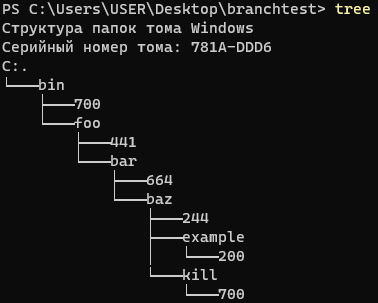 PS C:\Users\USER\Desktop\branchtest> tree
Структура папок тома Windows
Серийный номер тома: 781A-DDD6
C:.
└───bin
    ├───700
    └───foo
        ├───441
        └───bar
            ├───664
            └───baz
                ├───244
                ├───example
                │   └───200
                └───kill
                    └───700